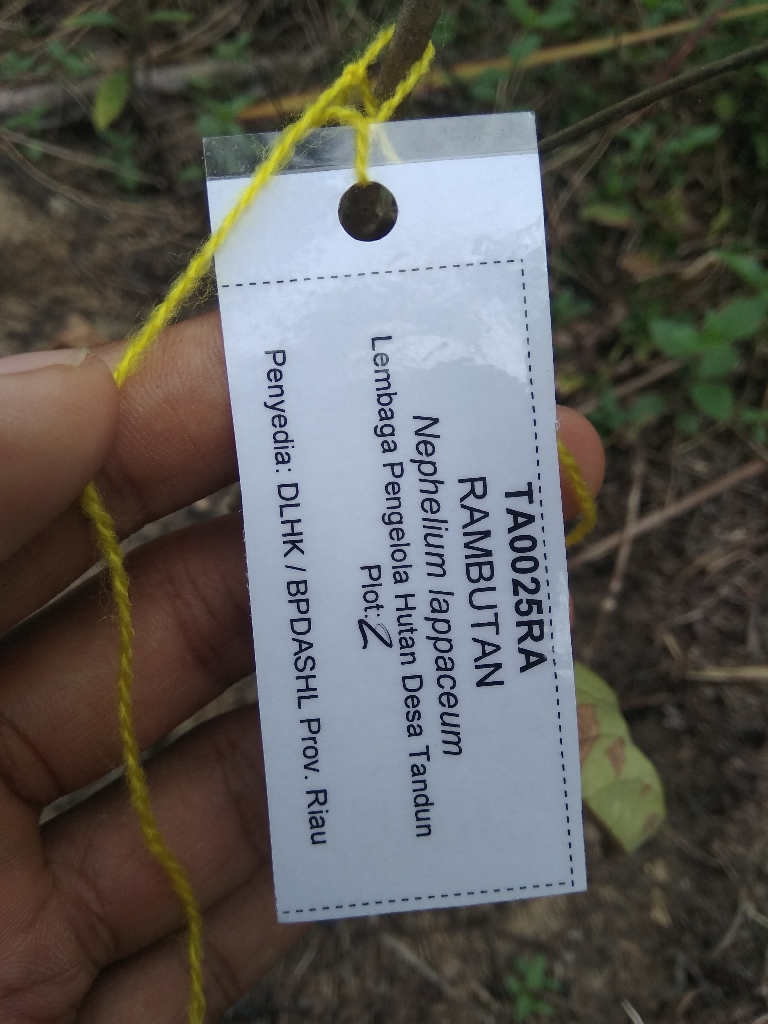 TA0025RA
RAMBUTAN
Nephelium lappaceum
Lembaga Pengelola Hutan Desa Tandun
Plot: 2
Penyedia: DLHK / BPDASHL Prov. Riau